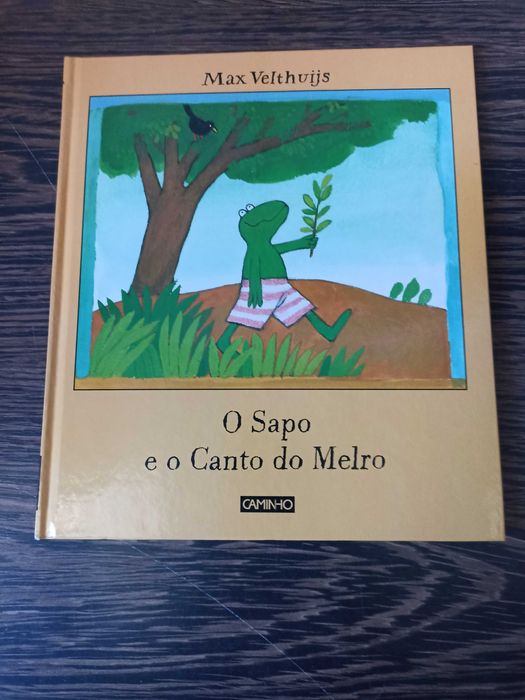 Max Velthuijs
O Sapo
e o Canto do Melro
CAMINHO